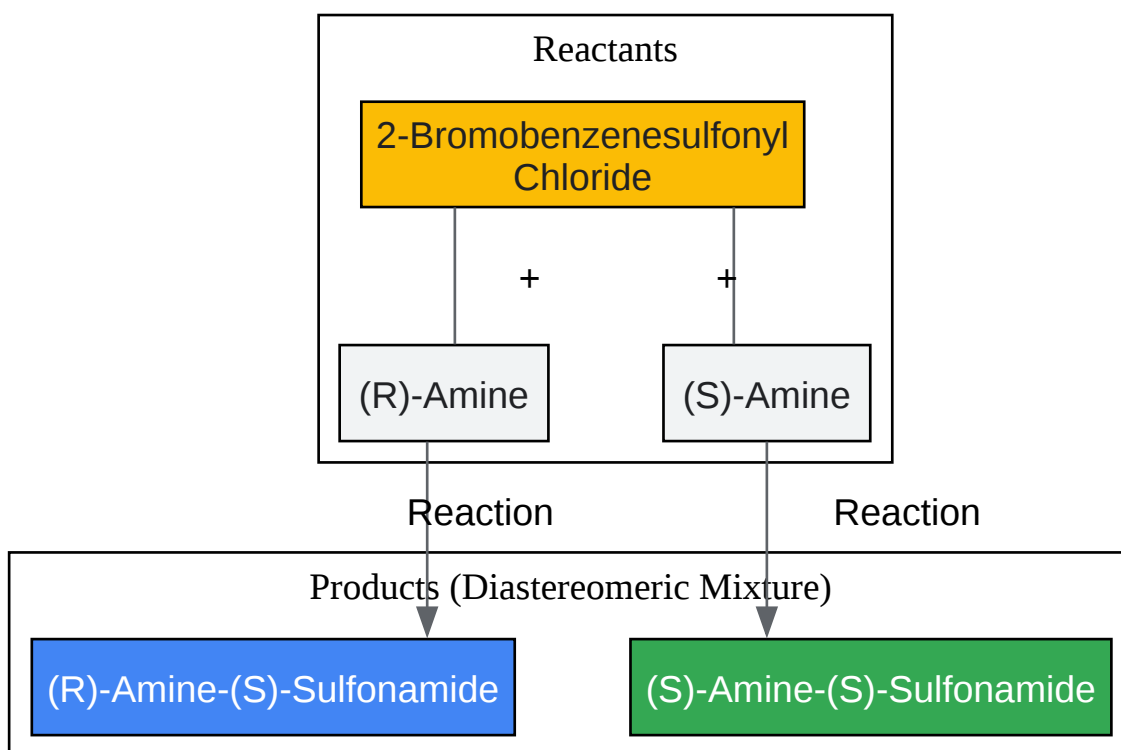 Reactants
2-Bromobenzenesulfonyl
Chloride
+ +
(R)-Amine (S)-Amine
Reaction Reaction
Products (Diastereomeric Mixture)
(R)-Amine-(S)-Sulfonamide (S)-Amine-(S)-Sulfonamide